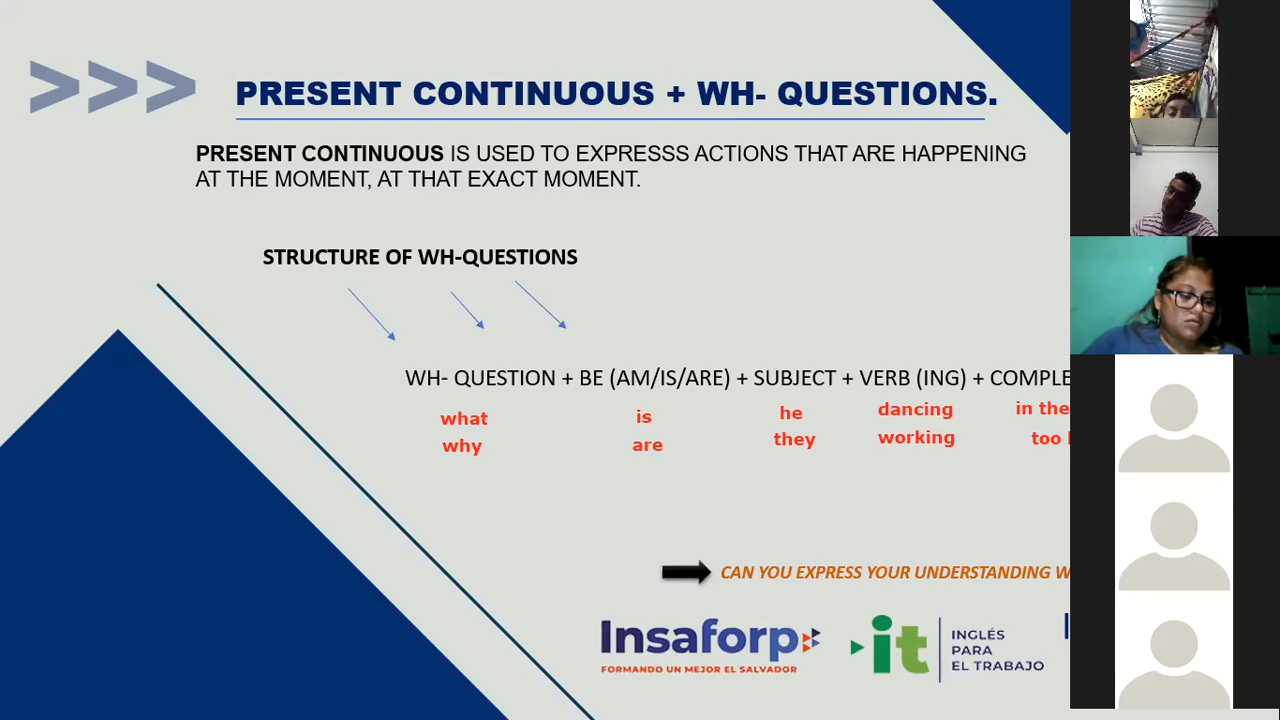 >>> PRESENT CONTINUOUS + WH- QUESTIONS.
PRESENT CONTINUOUS IS USED TO EXPRESSS ACTIONS THAT ARE HAPPENING
AT THE MOMENT, AT THAT EXACT MOMENT.
STRUCTURE OF WH-QUESTIONS
WH- QUESTION + BE (AM/IS/ARE) + SUBJECT + VERB (ING) +
what is he dancing in the
why are they working too
CAN YOU EXPRESS YOUR UNDERSTANDING
Insaforp
FORMANDO UN MEJOR EL SALVADOR
it
INGLÉS
PARA
EL TRABAJO